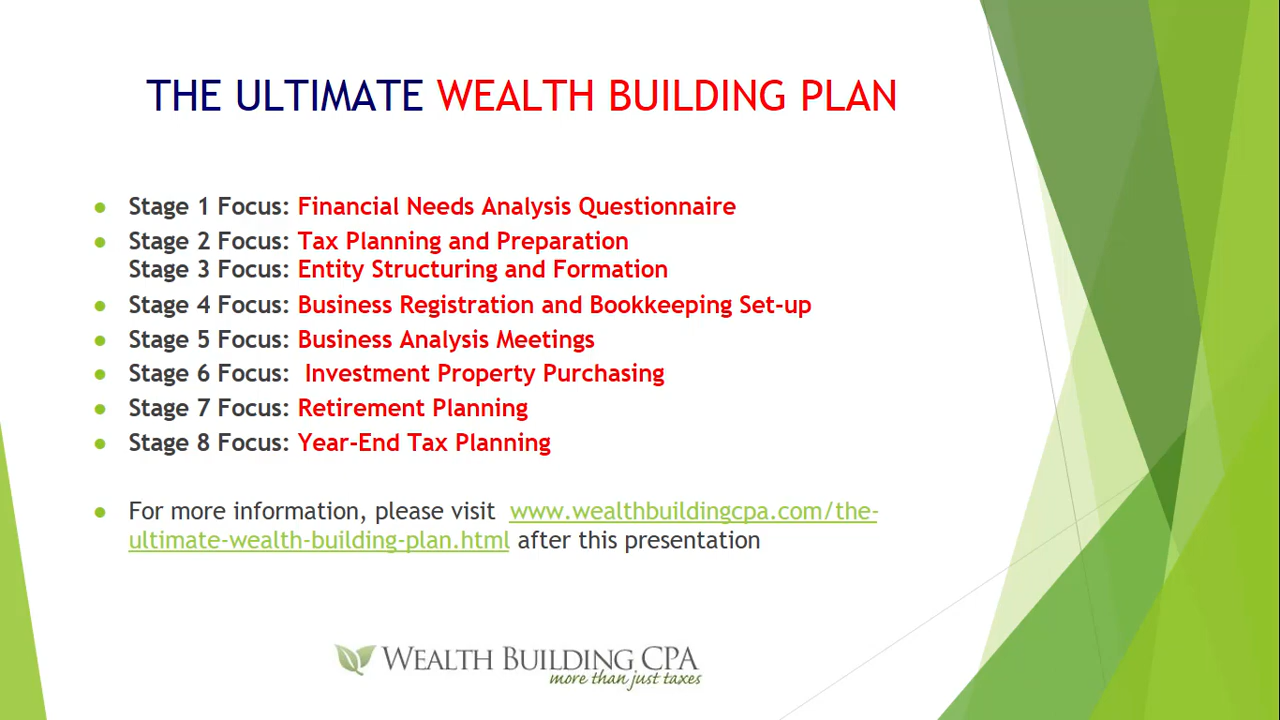 THE ULTIMATE WEALTH BUILDING PLAN
● Stage 1 Focus: Financial Needs Analysis Questionnaire
● Stage 2 Focus: Tax Planning and Preparation
Stage 3 Focus: Entity Structuring and Formation
● Stage 4 Focus: Business Registration and Bookkeeping Set-up
● Stage 5 Focus: Business Analysis Meetings
● Stage 6 Focus: Investment Property Purchasing
● Stage 7 Focus: Retirement Planning
● Stage 8 Focus: Year-End Tax Planning
● For more information, please visit www.wealthbuildingcpa.com/the-
ultimate-wealth-building-plan.html after this presentation
WEALTH BUILDING CPA
more than just taxes